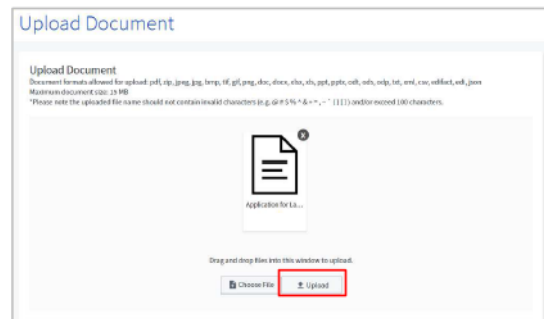 Upload Document
Upload Document
Document formats allowed for upload: pdf, zip, jpeg, jpg, bmp, tif, gif, png, doc, docx, xlsx, xls, ppt, pptx, odt, ods, odp, txt, xml, csv, edifact, edi, json
Maximum document size: 15 MB
*Please note the uploaded file name should not contain invalid characters (e.g. @ # $ % ^ & and/or exceed 100 characters.
Application for La...
Drag and drop files into this window to upload.
Choose File
Upload